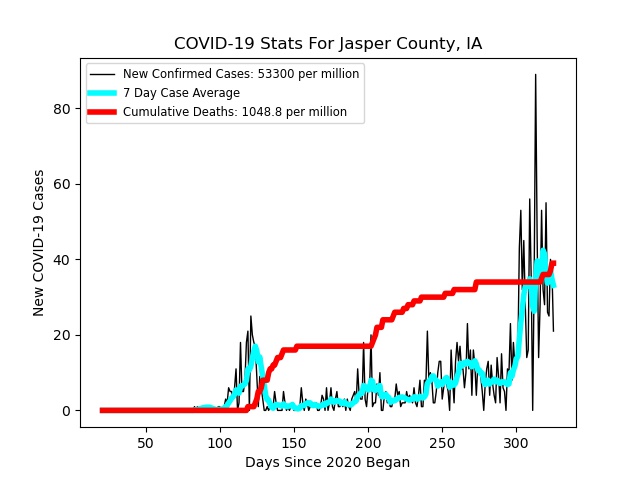 COVID-19 Stats For Jasper County, IA
New Confirmed Cases: 53300 per million
7 Day Case Average
Cumulative Deaths: 1048.8 per million
New COVID-19 Cases
80
60
40
20
0
50 100 150 200 250 300
Days Since 2020 Began